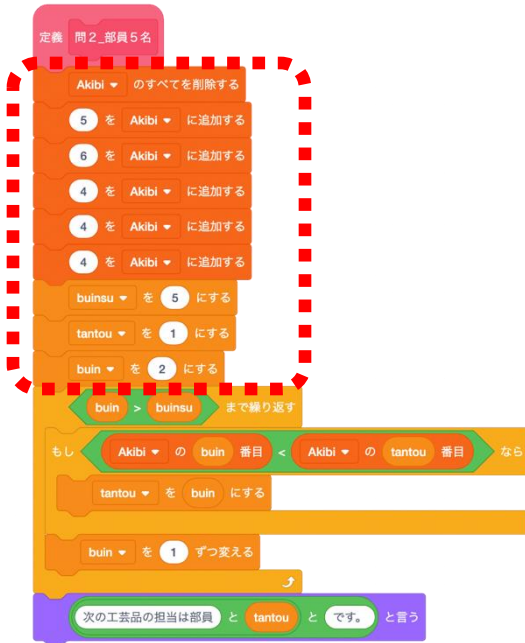 定義 問2_部員5名
Akibi のすべてを削除する
5 を Akibi に追加する
6 を Akibi に追加する
4 を Akibi に追加する
4 を Akibi に追加する
4 を Akibi に追加する
buinsu を 5 にする
tantou を 1 にする
buin を 2 にする
buin > buinsu まで繰り返す
もし Akibi の buin 番目 < Akibi の tantou 番目 なら
tantou を buin にする
buin を 1 ずつ変える
次の工芸品の担当は部員 と tantou と です。 と言う